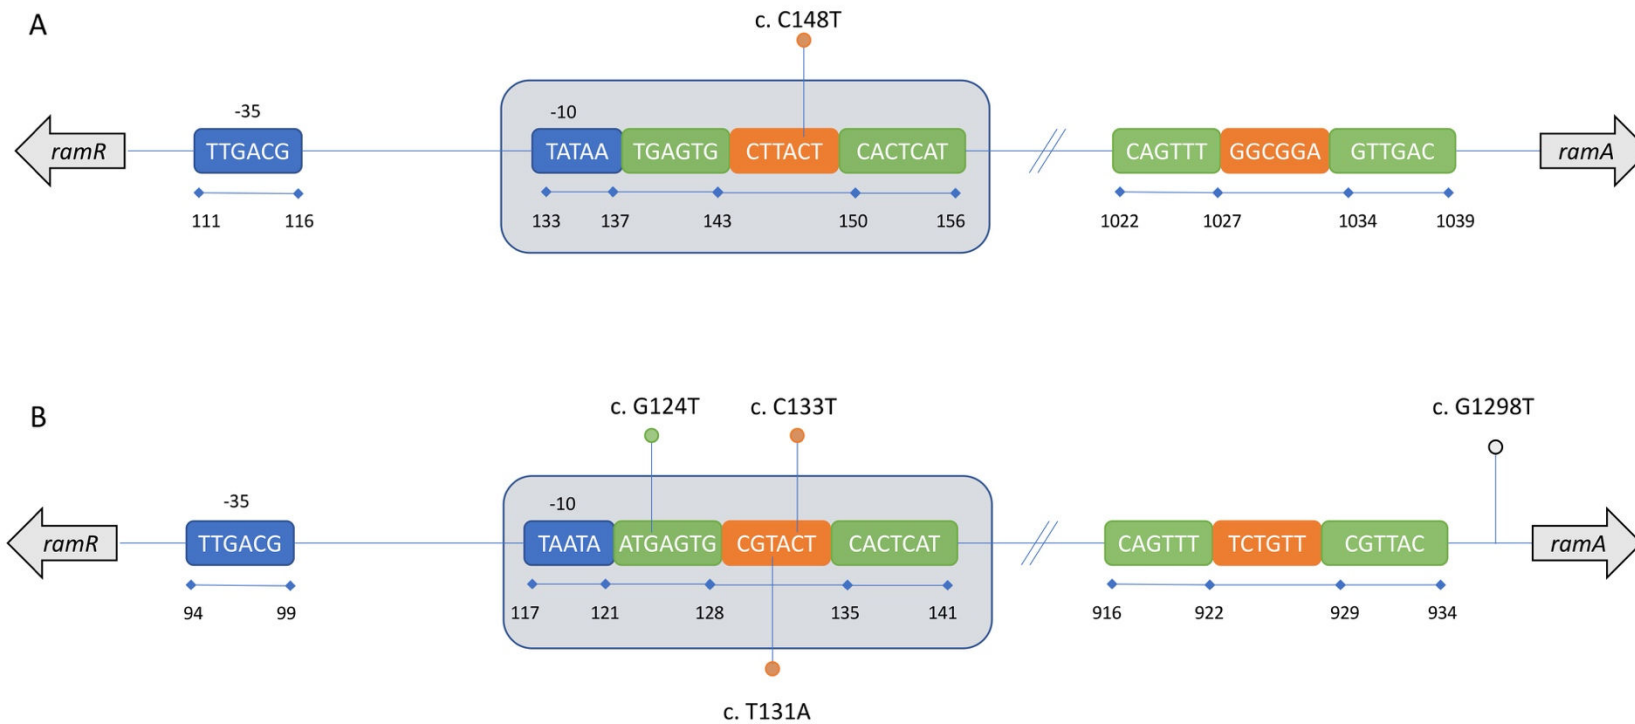 A
c. C148T
-35
-10
ramR
TTGACG
TATAA
TGAGTG
CTTACT
CACTCAT
CAGTTT
GGCGGA
GTTGAC
ramA
111
116
133
137
143
150
156
1022
1027
1034
1039
B
c. G124T
c. C133T
c. G1298T
-35
-10
ramR
TTGACG
TAATA
ATGAGTG
CGTACT
CACTCAT
CAGTTT
TCTGTT
CGTTAC
ramA
94
99
117
121
128
135
141
916
922
929
934
c. T131A